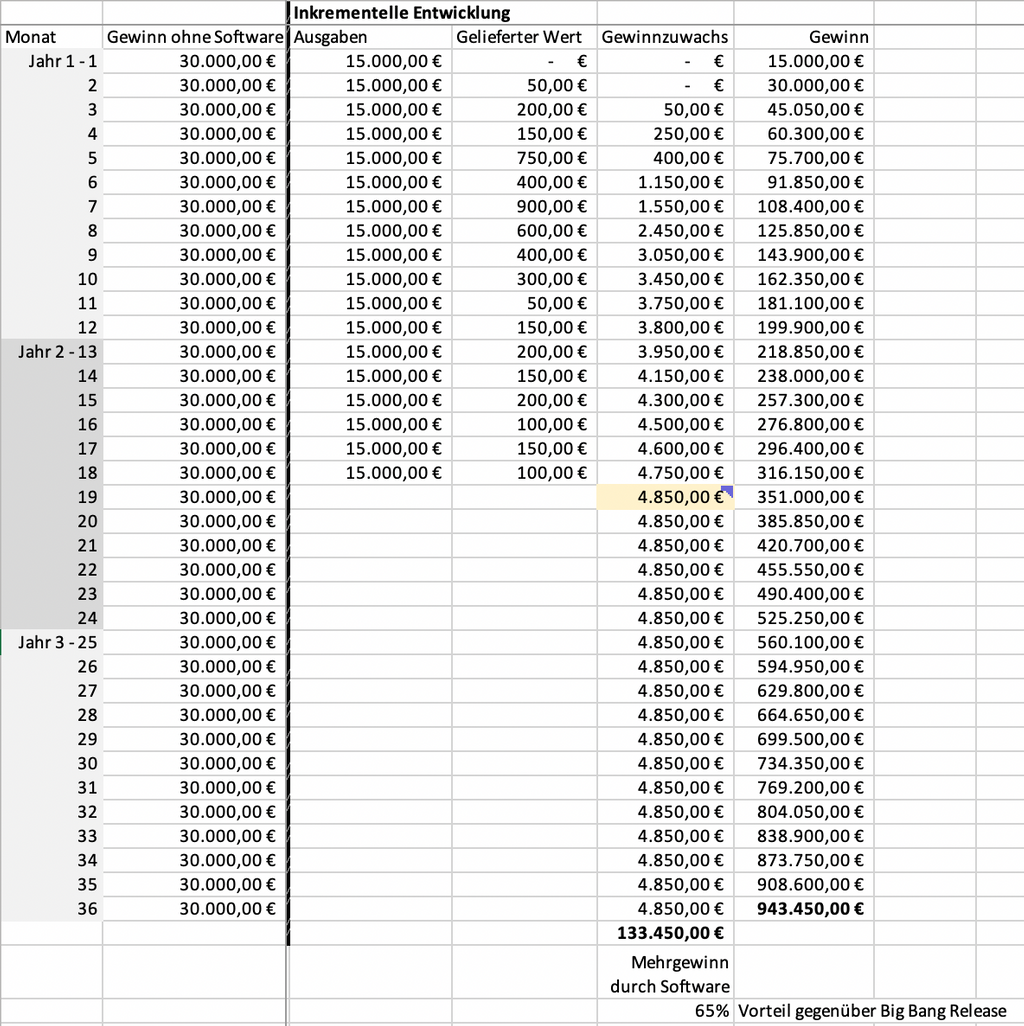 Inkrementelle Entwicklung
Monat Gewinn ohne Software Ausgaben Gelieferter Wert Gewinnzuwachs Gewinn
Jahr 1 - 1 30.000,00 € 15.000,00 € - € - € 15.000,00 €
2 30.000,00 € 15.000,00 € 50,00 € - € 30.000,00 €
3 30.000,00 € 15.000,00 € 200,00 € 50,00 € 45.050,00 €
4 30.000,00 € 15.000,00 € 150,00 € 250,00 € 60.300,00 €
5 30.000,00 € 15.000,00 € 750,00 € 400,00 € 75.700,00 €
6 30.000,00 € 15.000,00 € 400,00 € 1.150,00 € 91.850,00 €
7 30.000,00 € 15.000,00 € 900,00 € 1.550,00 € 108.400,00 €
8 30.000,00 € 15.000,00 € 600,00 € 2.450,00 € 125.850,00 €
9 30.000,00 € 15.000,00 € 400,00 € 3.050,00 € 143.900,00 €
10 30.000,00 € 15.000,00 € 300,00 € 3.450,00 € 162.350,00 €
11 30.000,00 € 15.000,00 € 50,00 € 3.750,00 € 181.100,00 €
12 30.000,00 € 15.000,00 € 150,00 € 3.800,00 € 199.900,00 €
Jahr 2 - 13 30.000,00 € 15.000,00 € 200,00 € 3.950,00 € 218.850,00 €
14 30.000,00 € 15.000,00 € 150,00 € 4.150,00 € 238.000,00 €
15 30.000,00 € 15.000,00 € 200,00 € 4.300,00 € 257.300,00 €
16 30.000,00 € 15.000,00 € 100,00 € 4.500,00 € 276.800,00 €
17 30.000,00 € 15.000,00 € 150,00 € 4.600,00 € 296.400,00 €
18 30.000,00 € 15.000,00 € 100,00 € 4.750,00 € 316.150,00 €
19 30.000,00 € 4.850,00 € 351.000,00 €
20 30.000,00 € 4.850,00 € 385.850,00 €
21 30.000,00 € 4.850,00 € 420.700,00 €
22 30.000,00 € 4.850,00 € 455.550,00 €
23 30.000,00 € 4.850,00 € 490.400,00 €
24 30.000,00 € 4.850,00 € 525.250,00 €
Jahr 3 - 25 30.000,00 € 4.850,00 € 560.100,00 €
26 30.000,00 € 4.850,00 € 594.950,00 €
27 30.000,00 € 4.850,00 € 629.800,00 €
28 30.000,00 € 4.850,00 € 664.650,00 €
29 30.000,00 € 4.850,00 € 699.500,00 €
30 30.000,00 € 4.850,00 € 734.350,00 €
31 30.000,00 € 4.850,00 € 769.200,00 €
32 30.000,00 € 4.850,00 € 804.050,00 €
33 30.000,00 € 4.850,00 € 838.900,00 €
34 30.000,00 € 4.850,00 € 873.750,00 €
35 30.000,00 € 4.850,00 € 908.600,00 €
36 30.000,00 € 4.850,00 € 943.450,00 €
133.450,00 €
Mehrgewinn
durch Software
65% Vorteil gegenüber Big Bang Release